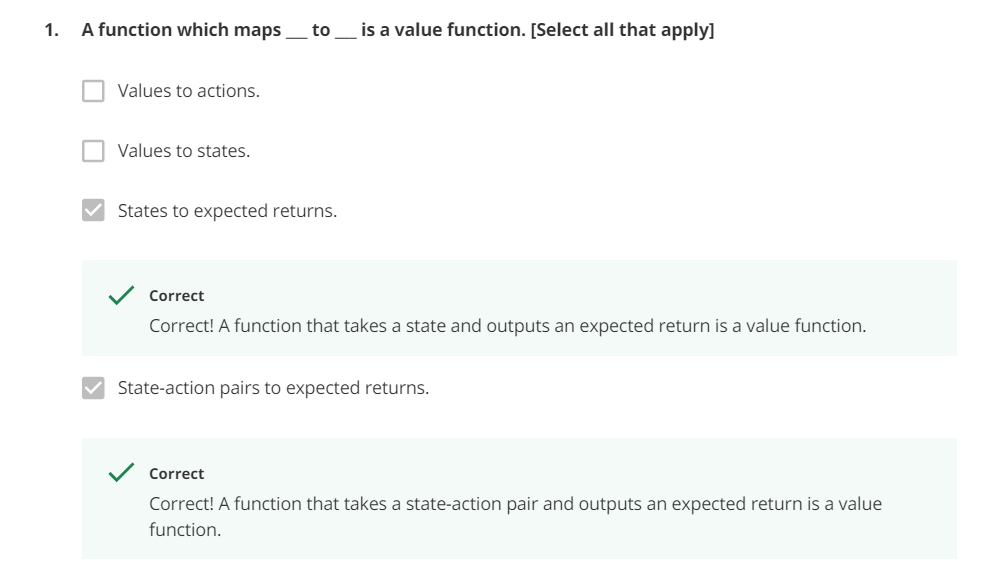 1. A function which maps __ to __ is a value function. [Select all that apply]
Values to actions.
Values to states.
States to expected returns.
Correct
Correct! A function that takes a state and outputs an expected return is a value function.
State-action pairs to expected returns.
Correct
Correct! A function that takes a state-action pair and outputs an expected return is a value
function.